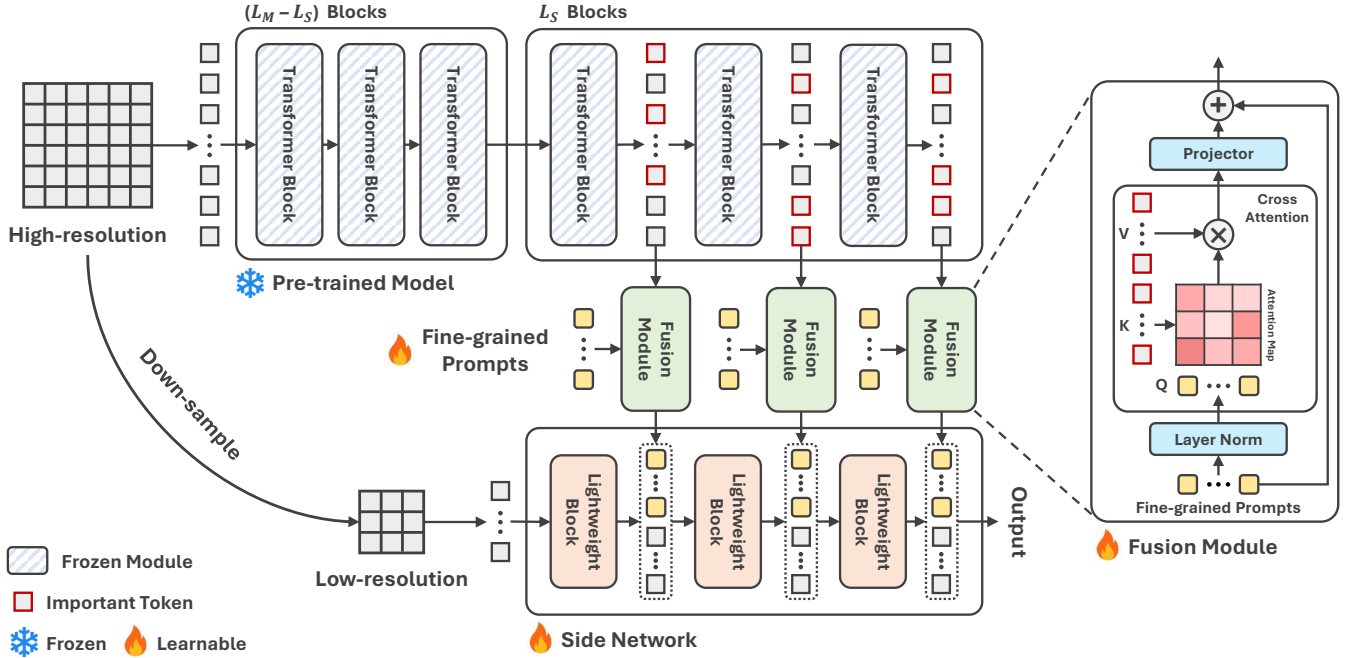 (L_M – L_S) Blocks
L_S Blocks
Transformer Block
Transformer Block
Transformer Block
Transformer Block
Transformer Block
Transformer Block
High-resolution
Pre-trained Model
Fine-grained
Prompts
Fusion
Module
Fusion
Module
Fusion
Module
Down-sample
Low-resolution
Lightweight
Block
Lightweight
Block
Lightweight
Block
Output
Side Network
Projector
Cross
Attention
V
K
Attention Map
Q
Layer Norm
Fine-grained Prompts
Fusion Module
Frozen Module
Important Token
Frozen
Learnable